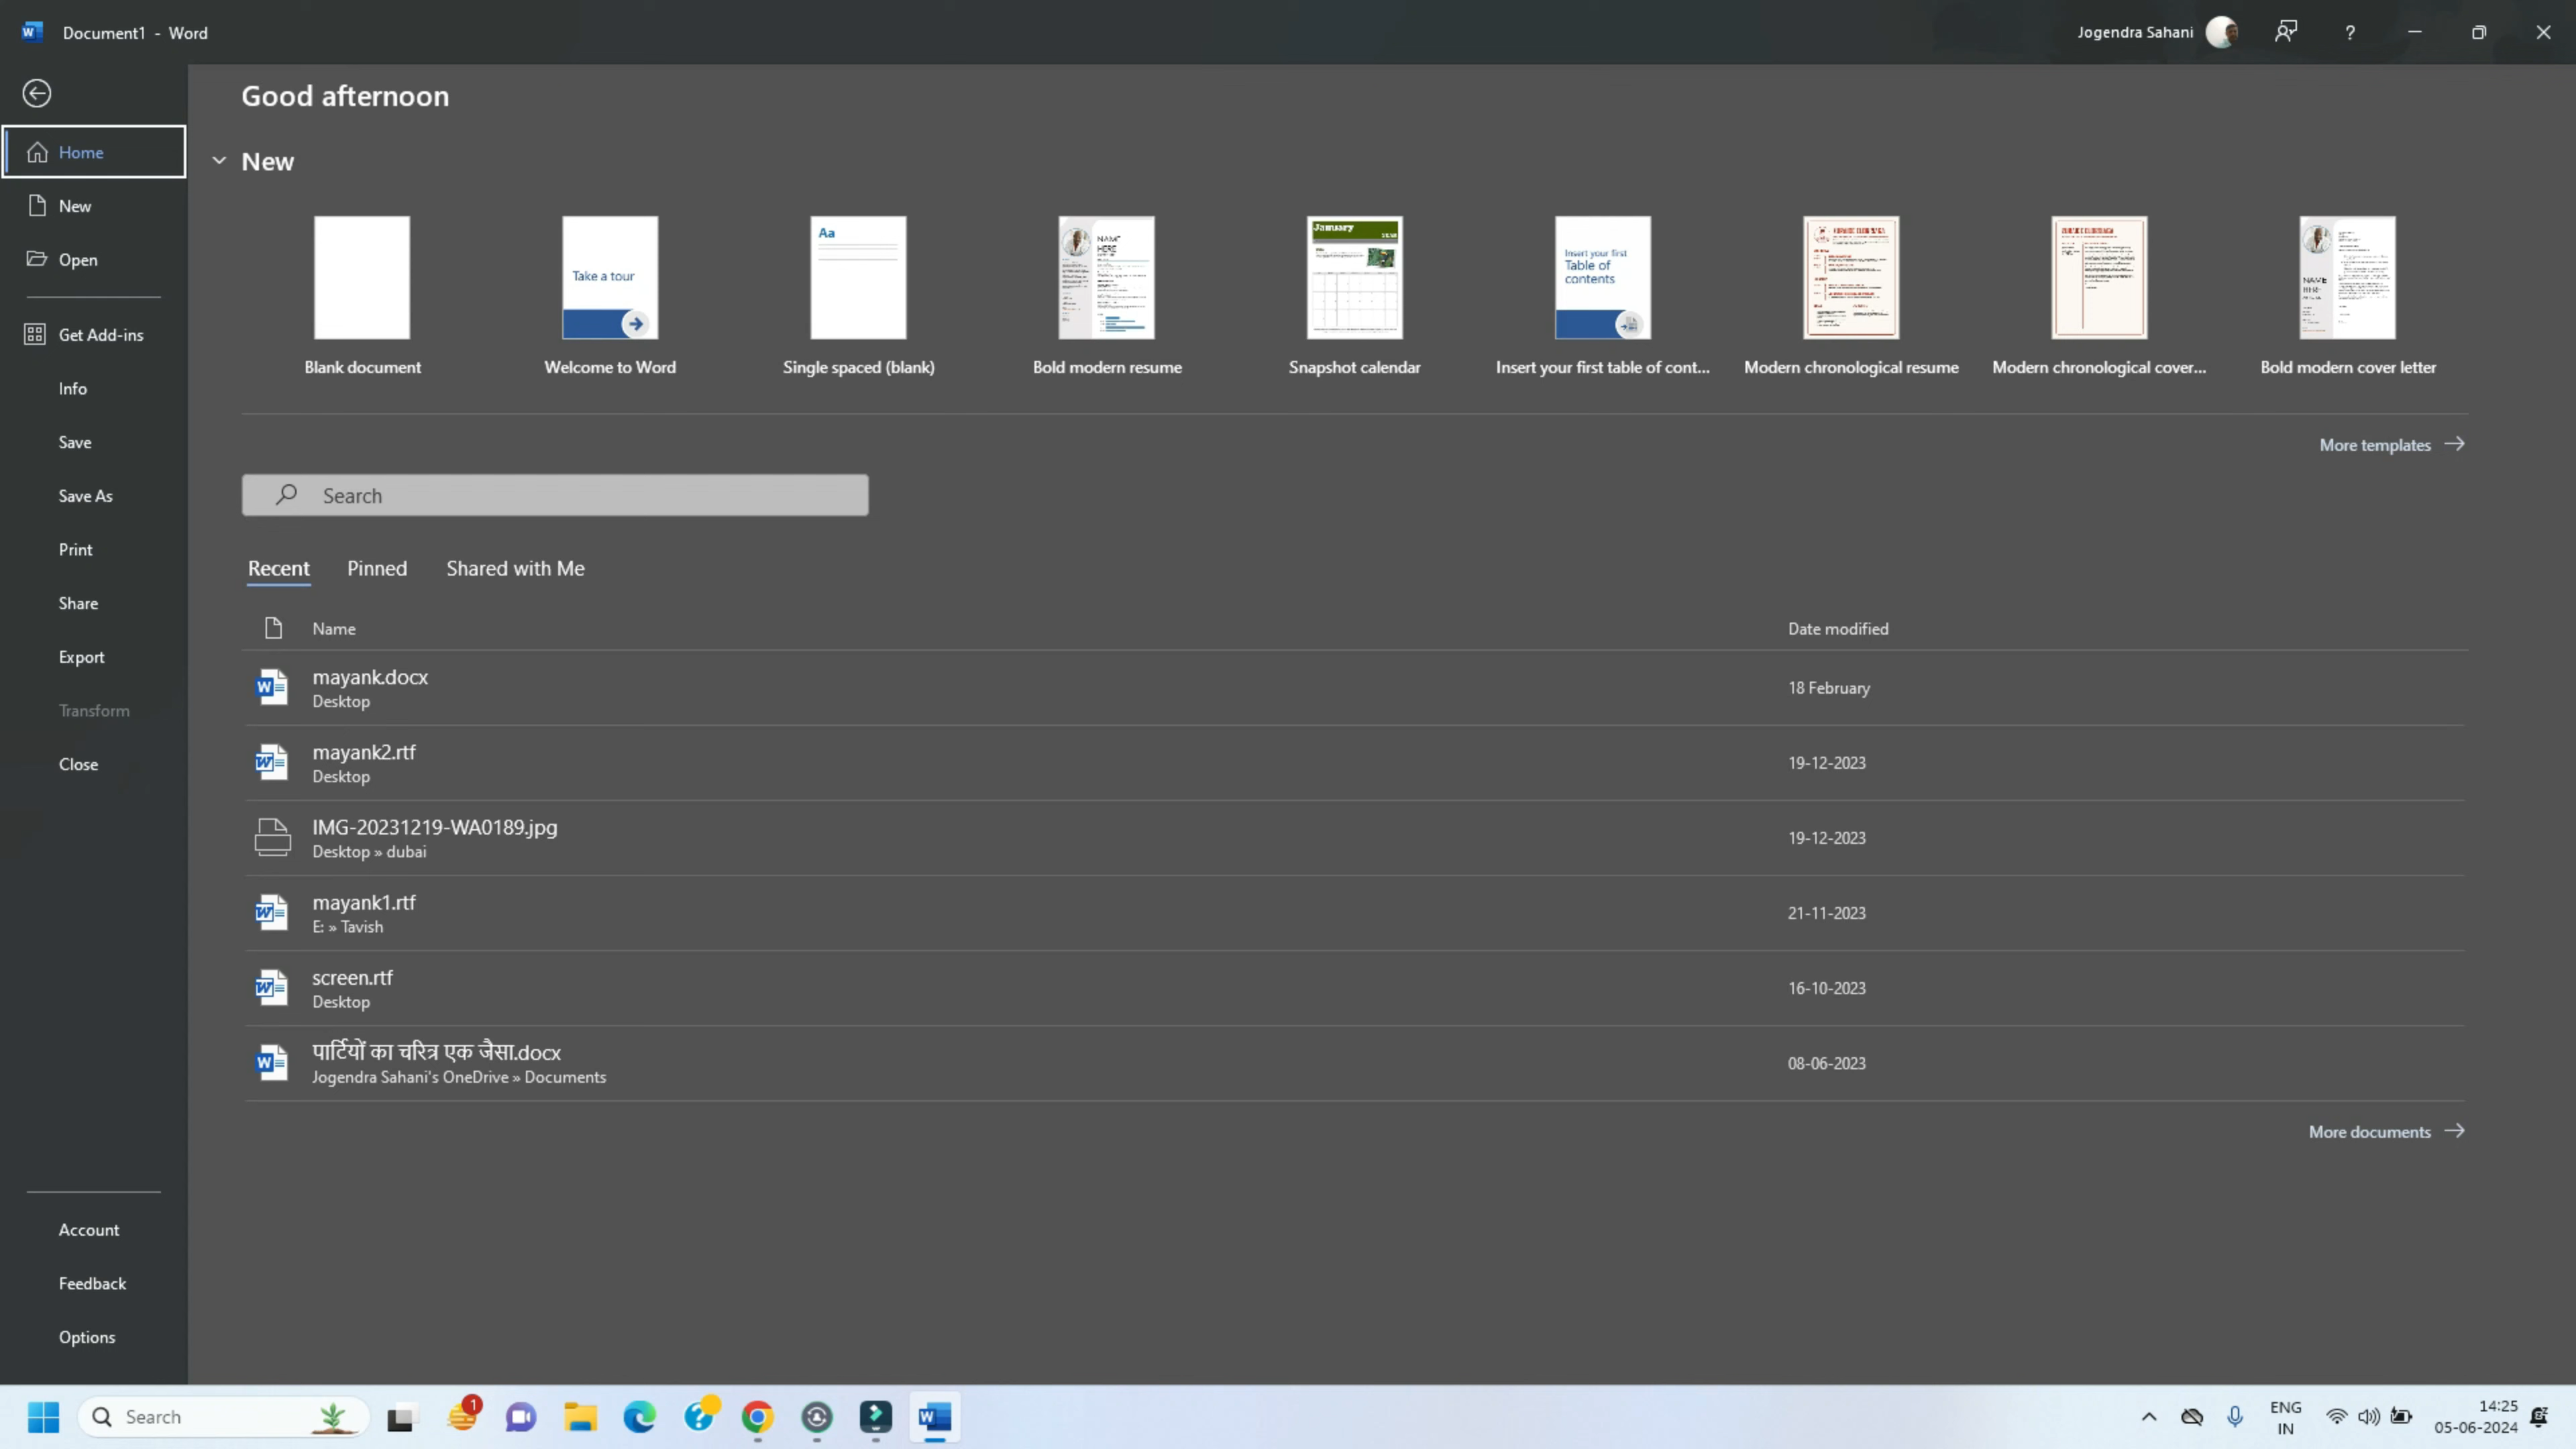 Document1 - Word
Jogendra Sahani
?
Good afternoon
Home
New
New
Open
Take a tour
Aa
NAME
HERE
January
Insert your first
Table of
contents
NAME
HERE
Get Add-ins
Blank document
Welcome to Word
Single spaced (blank)
Bold modern resume
Snapshot calendar
Insert your first table of cont...
Modern chronological resume
Modern chronological cover...
Bold modern cover letter
Info
Save
More templates
Save As
Search
Print
Recent
Pinned
Shared with Me
Share
Name
Date modified
Export
mayank.docx
Desktop
18 February
Transform
mayank2.rtf
Desktop
19-12-2023
Close
IMG-20231219-WA0189.jpg
Desktop » dubai
19-12-2023
mayank1.rtf
E: » Tavish
21-11-2023
screen.rtf
Desktop
16-10-2023
पार्टियों का चरित्र एक जैसा.docx
Jogendra Sahani's OneDrive » Documents
08-06-2023
More documents
Account
Feedback
Options
Search
1
ENG
IN
14:25
05-06-2024